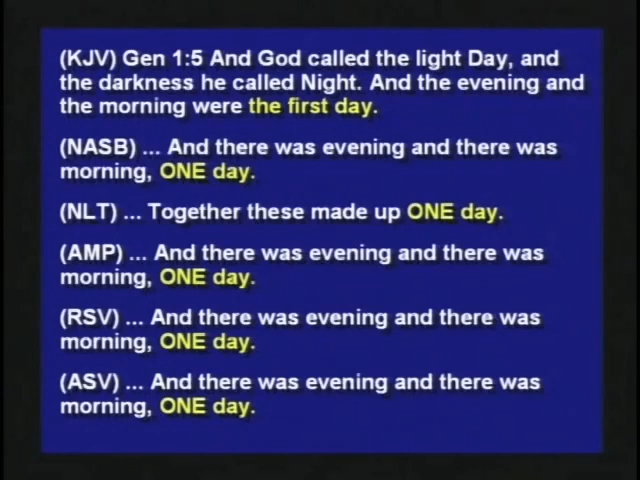 (KJV) Gen 1:5 And God called the light Day, and
the darkness he called Night. And the evening and
the morning were the first day.
(NASB) ... And there was evening and there was
morning, ONE day.
(NLT) ... Together these made up ONE day.
(AMP) ... And there was evening and there was
morning, ONE day.
(RSV) ... And there was evening and there was
morning, ONE day.
(ASV) ... And there was evening and there was
morning, ONE day.